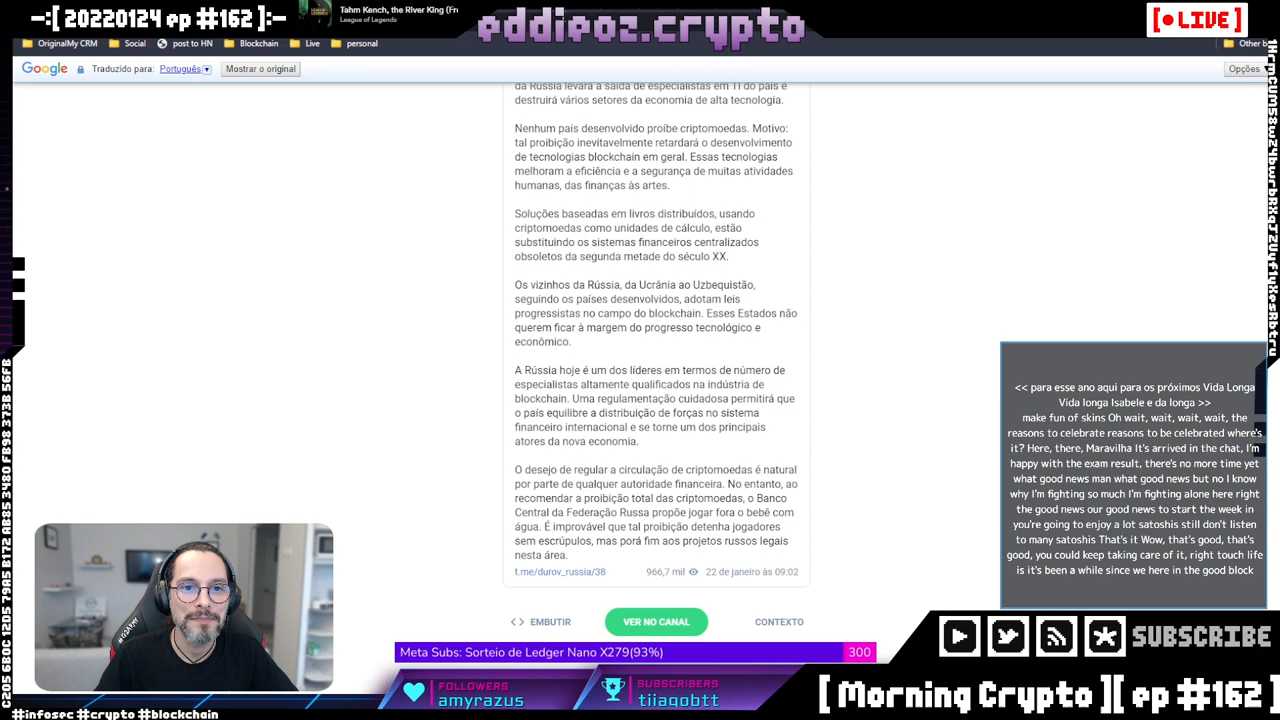 -:[ 20220124 ep #162 ]:-
Tahm Kench, the River King (Fr
League of Legends
eddieoz.crypto
[ LIVE ]
OriginalMy CRM
Social
post to HN
Blockchain
Live
personal
Other b
Google
Traduzido para: Português
Mostrar o original
Opções
da Rússia levará à saída de especialistas em TI do país e
destruirá vários setores da economia de alta tecnologia.
Nenhum país desenvolvido proíbe criptomoedas. Motivo:
tal proibição inevitavelmente retardará o desenvolvimento
de tecnologias blockchain em geral. Essas tecnologias
melhoram a eficiência e a segurança de muitas atividades
humanas, das finanças às artes.
Soluções baseadas em livros distribuídos, usando
criptomoedas como unidades de cálculo, estão
substituindo os sistemas financeiros centralizados
obsoletos da segunda metade do século XX.
Os vizinhos da Rússia, da Ucrânia ao Uzbequistão,
seguindo os países desenvolvidos, adotam leis
progressistas no campo do blockchain. Esses Estados não
querem ficar à margem do progresso tecnológico e
econômico.
A Rússia hoje é um dos líderes em termos de número de
especialistas altamente qualificados na indústria de
blockchain. Uma regulamentação cuidadosa permitirá que
o país equilibre a distribuição de forças no sistema
financeiro internacional e se torne um dos principais
atores da nova economia.
O desejo de regular a circulação de criptomoedas é natural
por parte de qualquer autoridade financeira. No entanto, ao
recomendar a proibição total das criptomoedas, o Banco
Central da Federação Russa propõe jogar fora o bebê com
água. É improvável que tal proibição detenha jogadores
sem escrúpulos, mas porá fim aos projetos russos legais
nesta área.
t.me/durov_russia/38
966,7 mil
22 de janeiro às 09:02
EMBUTIR
VER NO CANAL
CONTEXTO
<< para esse ano aqui para os próximos Vida Longa
Vida longa Isabele e da longa >>
make fun of skins Oh wait, wait, wait, wait, the
reasons to celebrate reasons to be celebrated where's
it? Here, there, Maravilha It's arrived in the chat, I'm
happy with the exam result, there's no more time yet
what good news man what good news but no I know
why I'm fighting so much I'm fighting alone here right
the good news our good news to start the week in
you're going to enjoy a lot satoshis still don't listen
to many satoshis That's it Wow, that's good, that's
good, you could keep taking care of it, right touch life
is it's been a while since we here in the good block
Meta Subs: Sorteio de Ledger Nano X279(93%)
300
FOLLOWERS
amyrazus
SUBSCRIBERS
tiiagobtt
SUBSCRIBE
[ Morning Crypto ][ ep #162 ]
#infosec #crypto #blockchain